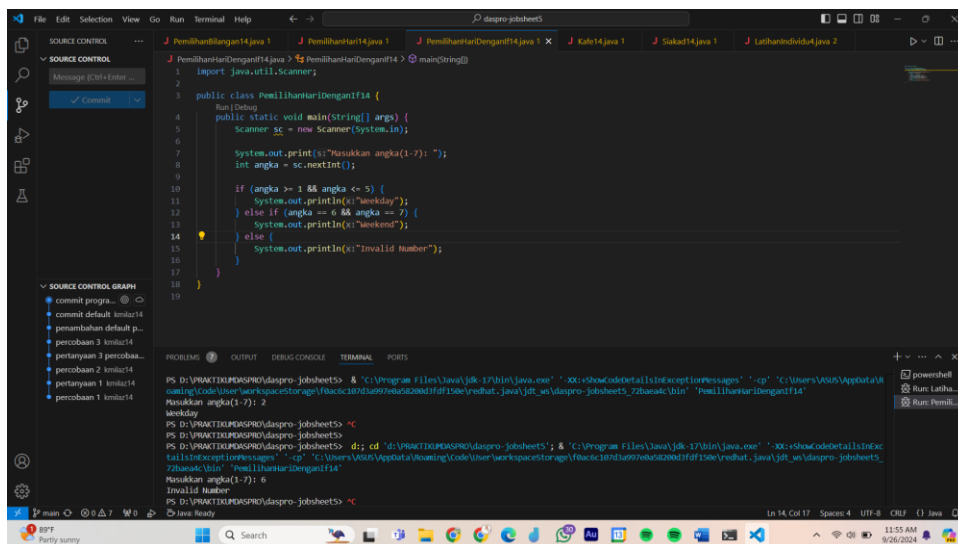 File Edit Selection View Go Run Terminal Help
daspro-jobsheet5
SOURCE CONTROL
SOURCE CONTROL
Message (Ctrl+Enter ...
Commit
PemilihanBilangan14.java 1
PemilihanHari14.java 1
PemilihanHariDenganIf14.java 1
Kafe14.java 1
Siakad14.java 1
LatihanIndividu4.java 2
PemilihanHariDenganIf14.java > PemilihanHariDenganIf14 > main(String[])
1 import java.util.Scanner;
2
3 public class PemilihanHariDenganIf14 {
Run | Debug
4 public static void main(String[] args) {
5 Scanner sc = new Scanner(System.in);
6
7 System.out.print(s:"Masukkan angka(1-7): ");
8 int angka = sc.nextInt();
9
10 if (angka >= 1 && angka <= 5) {
11 System.out.println(x:"Weekday");
12 } else if (angka == 6 && angka == 7) {
13 System.out.println(x:"Weekend");
14 } else {
15 System.out.println(x:"Invalid Number");
16 }
17 }
18 }
19
SOURCE CONTROL GRAPH
commit progra...
commit default kmilaz14
penambahan default p...
percobaan 3 kmilaz14
pertanyaan 3 percobaa...
percobaan 2 kmilaz14
pertanyaan 1 kmilaz14
percobaan 1 kmilaz14
PROBLEMS 7 OUTPUT DEBUG CONSOLE TERMINAL PORTS
PS D:\PRAKTIKUMDASPRO\daspro-jobsheet5> & 'C:\Program Files\Java\jdk-17\bin\java.exe' '-XX:+ShowCodeDetailsInExceptionMessages' '-cp' 'C:\Users\ASUS\AppData\R
oaming\Code\User\workspaceStorage\f0ac6c107d3a997e0a58200d3fdf150e\redhat.java\jdt_ws\daspro-jobsheet5_72baea4c\bin' 'PemilihanHariDenganIf14'
Masukkan angka(1-7): 2
Weekday
PS D:\PRAKTIKUMDASPRO\daspro-jobsheet5> ^C
PS D:\PRAKTIKUMDASPRO\daspro-jobsheet5>
PS D:\PRAKTIKUMDASPRO\daspro-jobsheet5> d:; cd 'd:\PRAKTIKUMDASPRO\daspro-jobsheet5'; & 'C:\Program Files\Java\jdk-17\bin\java.exe' '-XX:+ShowCodeDetailsInExc
tailsInExceptionMessages' '-cp' 'C:\Users\ASUS\AppData\Roaming\Code\User\workspaceStorage\f0ac6c107d3a997e0a58200d3fdf150e\redhat.java\jdt_ws\daspro-jobsheet5_
72baea4c\bin' 'PemilihanHariDenganIf14'
Masukkan angka(1-7): 6
Invalid Number
PS D:\PRAKTIKUMDASPRO\daspro-jobsheet5> ^C
powershell
Run: Latiha...
Run: Pemili...
main 0 7 0 Java: Ready
Ln 14, Col 17 Spaces: 4 UTF-8 CRLF {} Java
89°F
Partly sunny
Search
11:55 AM
9/26/2024